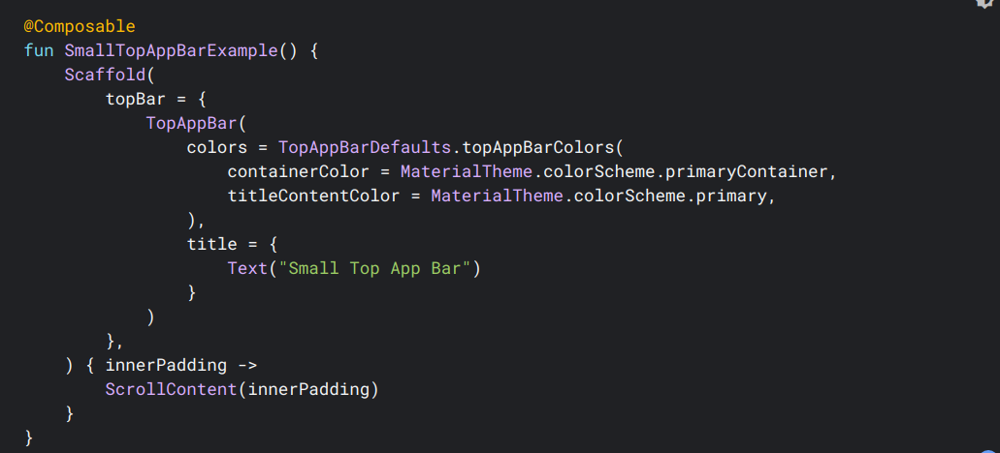 @Composable
fun SmallTopAppBarExample() {
    Scaffold(
        topBar = {
            TopAppBar(
                colors = TopAppBarDefaults.topAppBarColors(
                    containerColor = MaterialTheme.colorScheme.primaryContainer,
                    titleContentColor = MaterialTheme.colorScheme.primary,
                ),
                title = {
                    Text("Small Top App Bar")
                }
            )
        },
    ) { innerPadding ->
        ScrollContent(innerPadding)
    }
}